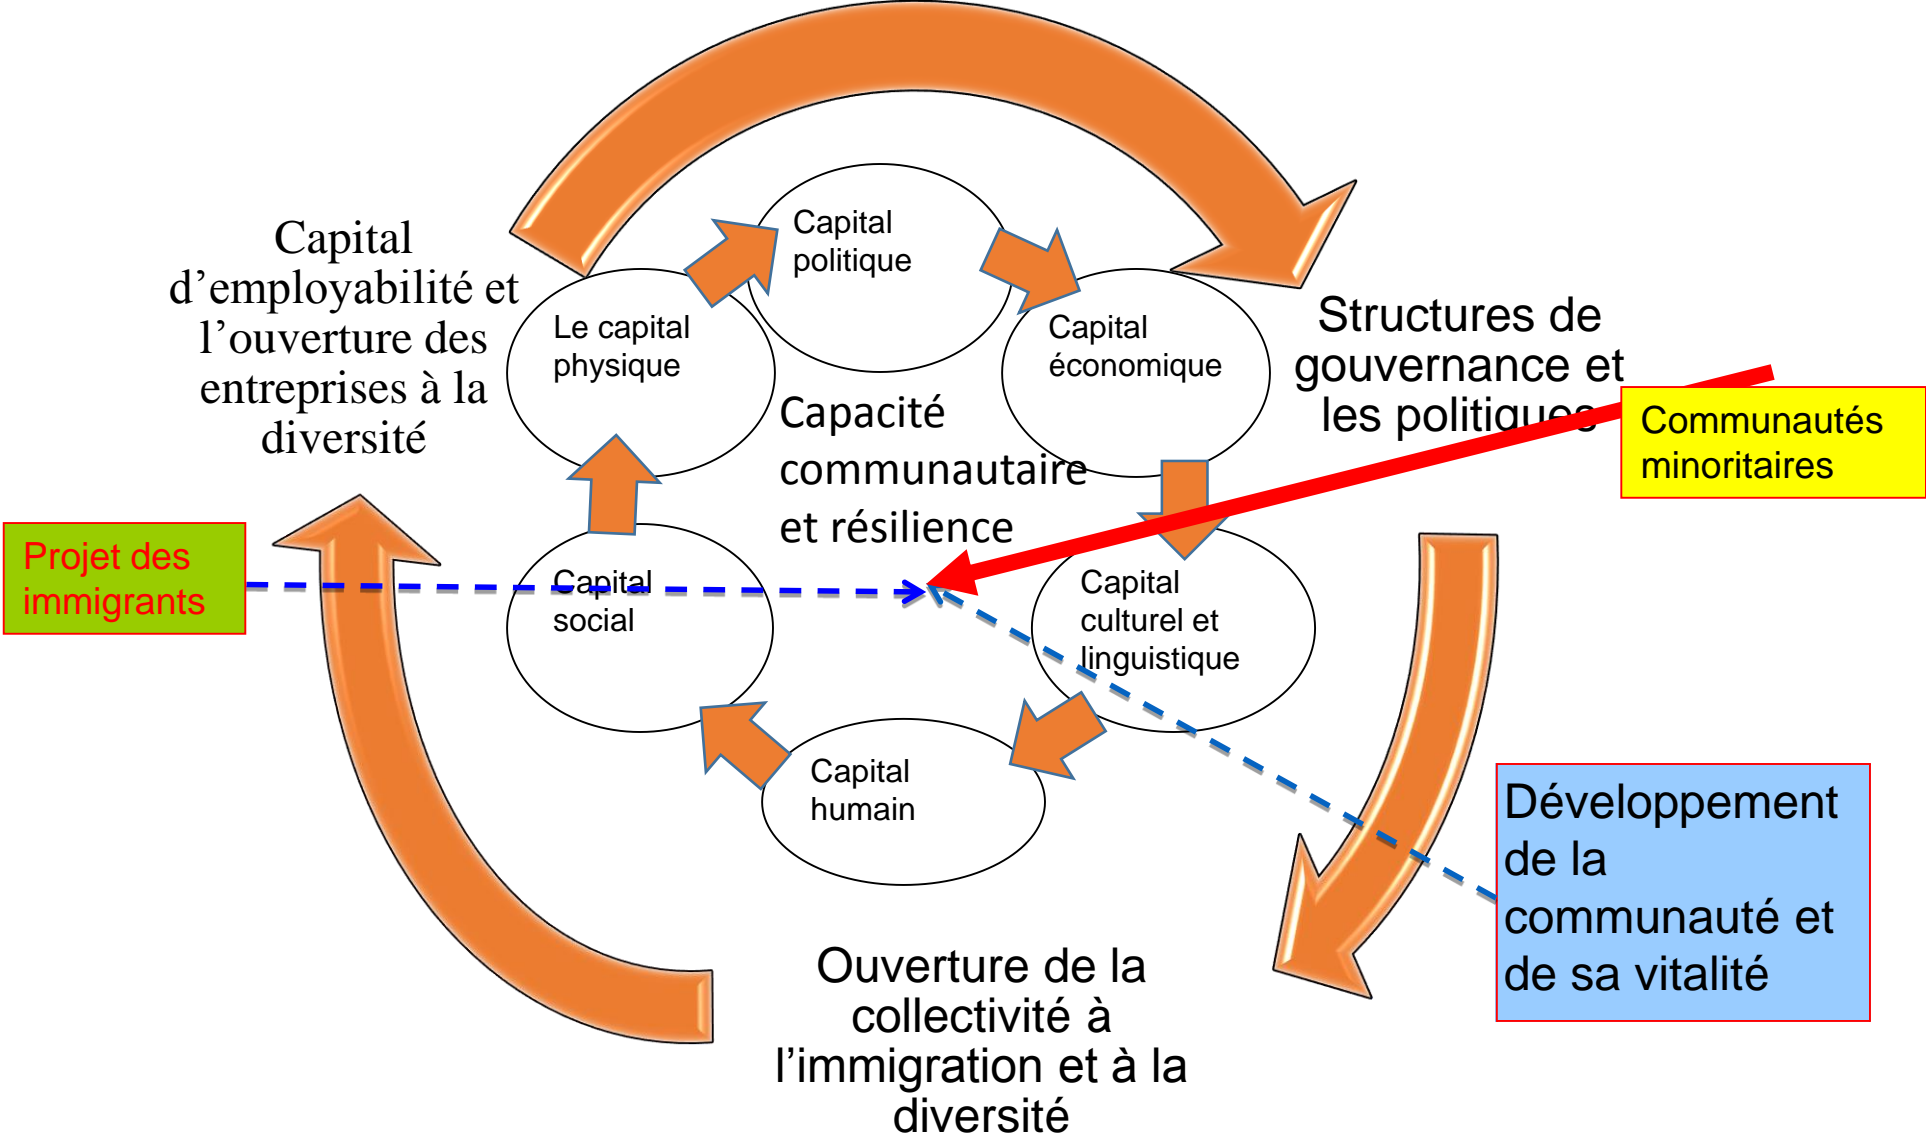 Capital
d’employabilité et
l’ouverture des
entreprises à la
diversité
Capital
politique
Le capital
physique
Capital
économique
Structures de
gouvernance et
les politiques
Communautés
minoritaires
Capacité
communautaire
et résilience
Projet des
immigrants
Capital
social
Capital
culturel et
linguistique
Capital
humain
Développement
de la
communauté et
de sa vitalité
Ouverture de la
collectivité à
l’immigration et à la
diversité